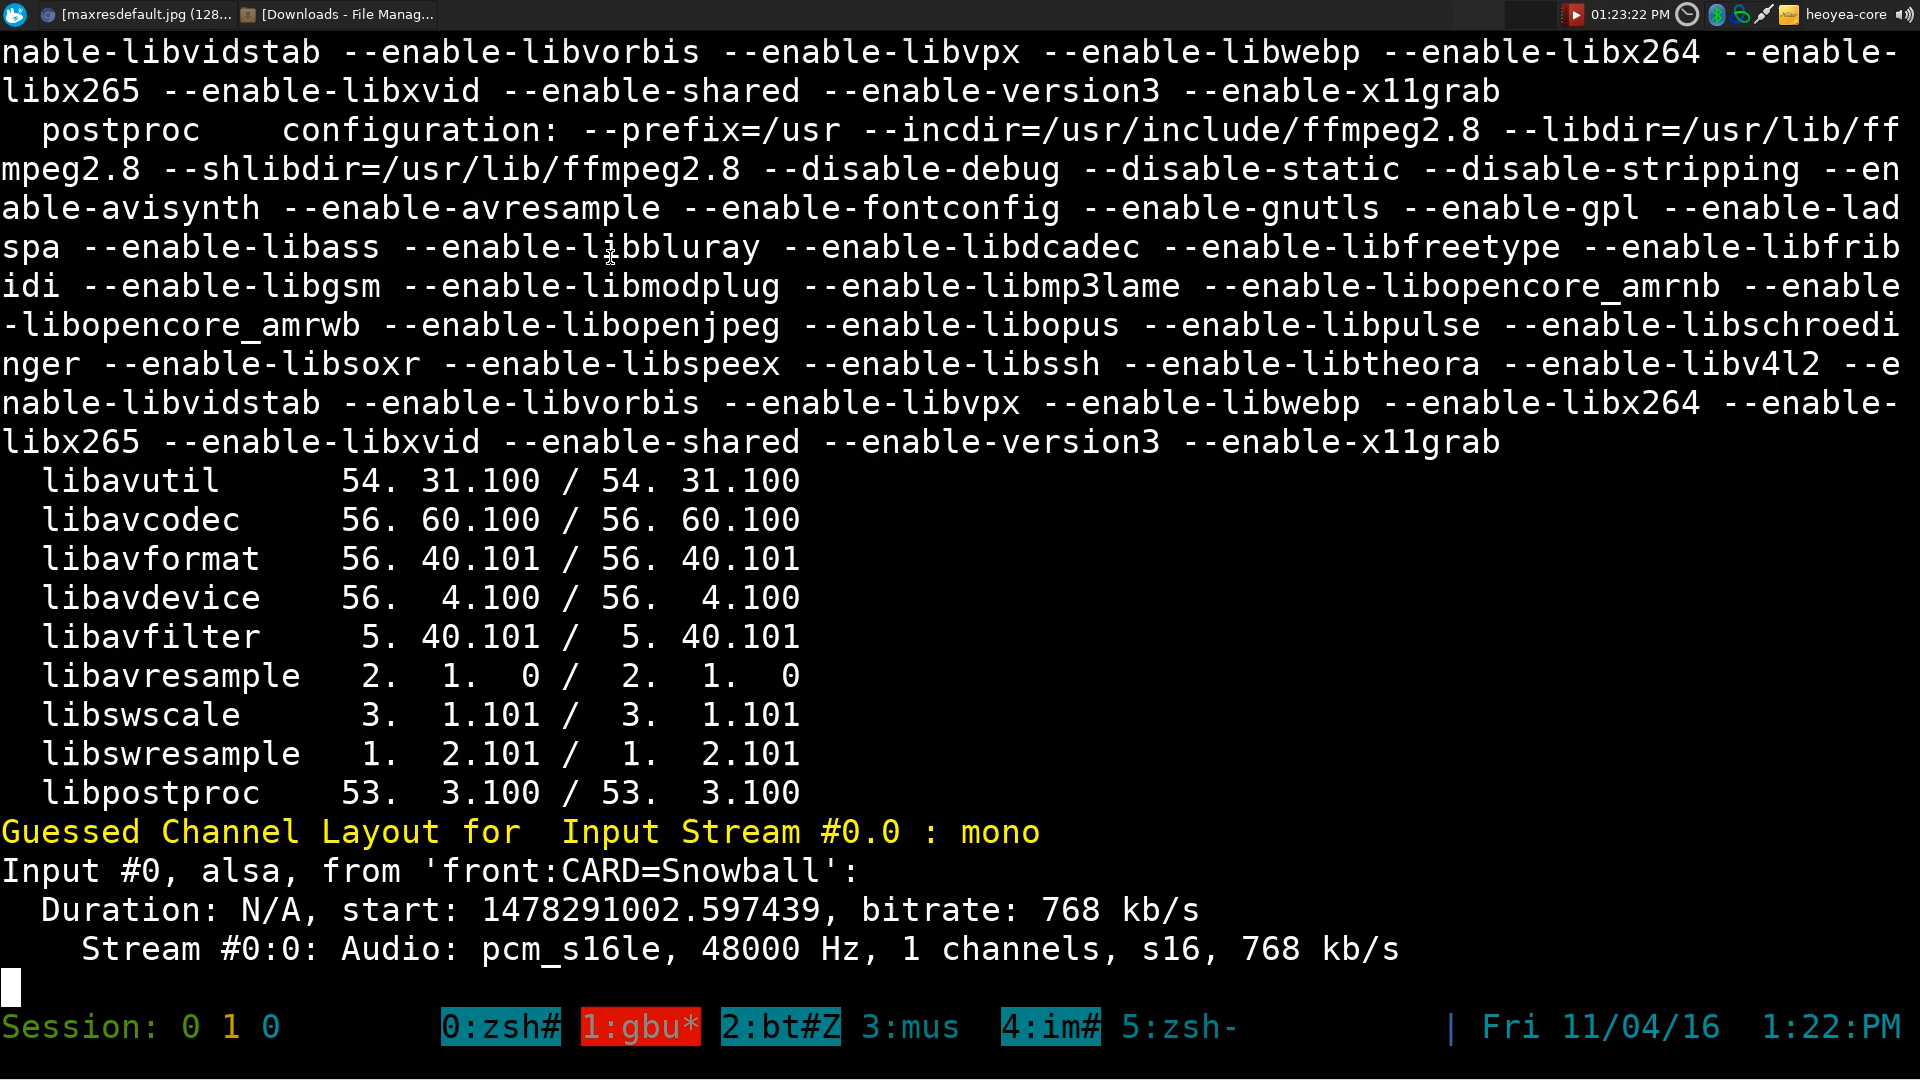 [maxresdefault.jpg (128... [Downloads - File Manag... 01:23:22 PM heoyea-core
nable-libvidstab --enable-libvorbis --enable-libvpx --enable-libwebp --enable-libx264 --enable-
libx265 --enable-libxvid --enable-shared --enable-version3 --enable-x11grab
  postproc    configuration: --prefix=/usr --incdir=/usr/include/ffmpeg2.8 --libdir=/usr/lib/ff
mpeg2.8 --shlibdir=/usr/lib/ffmpeg2.8 --disable-debug --disable-static --disable-stripping --en
able-avisynth --enable-avresample --enable-fontconfig --enable-gnutls --enable-gpl --enable-lad
spa --enable-libass --enable-libbluray --enable-libdcadec --enable-libfreetype --enable-libfrib
idi --enable-libgsm --enable-libmodplug --enable-libmp3lame --enable-libopencore_amrnb --enable
-libopencore_amrwb --enable-libopenjpeg --enable-libopus --enable-libpulse --enable-libschroedi
nger --enable-libsoxr --enable-libspeex --enable-libssh --enable-libtheora --enable-libv4l2 --e
nable-libvidstab --enable-libvorbis --enable-libvpx --enable-libwebp --enable-libx264 --enable-
libx265 --enable-libxvid --enable-shared --enable-version3 --enable-x11grab
  libavutil      54. 31.100 / 54. 31.100
  libavcodec     56. 60.100 / 56. 60.100
  libavformat    56. 40.101 / 56. 40.101
  libavdevice    56.  4.100 / 56.  4.100
  libavfilter     5. 40.101 /  5. 40.101
  libavresample   2.  1.  0 /  2.  1.  0
  libswscale      3.  1.101 /  3.  1.101
  libswresample   1.  2.101 /  1.  2.101
  libpostproc    53.  3.100 / 53.  3.100
Guessed Channel Layout for  Input Stream #0.0 : mono
Input #0, alsa, from 'front:CARD=Snowball':
  Duration: N/A, start: 1478291002.597439, bitrate: 768 kb/s
    Stream #0:0: Audio: pcm_s16le, 48000 Hz, 1 channels, s16, 768 kb/s
Session: 0 1 0        0:zsh# 1:gbu* 2:bt#Z 3:mus  4:im# 5:zsh-          | Fri 11/04/16  1:22:PM